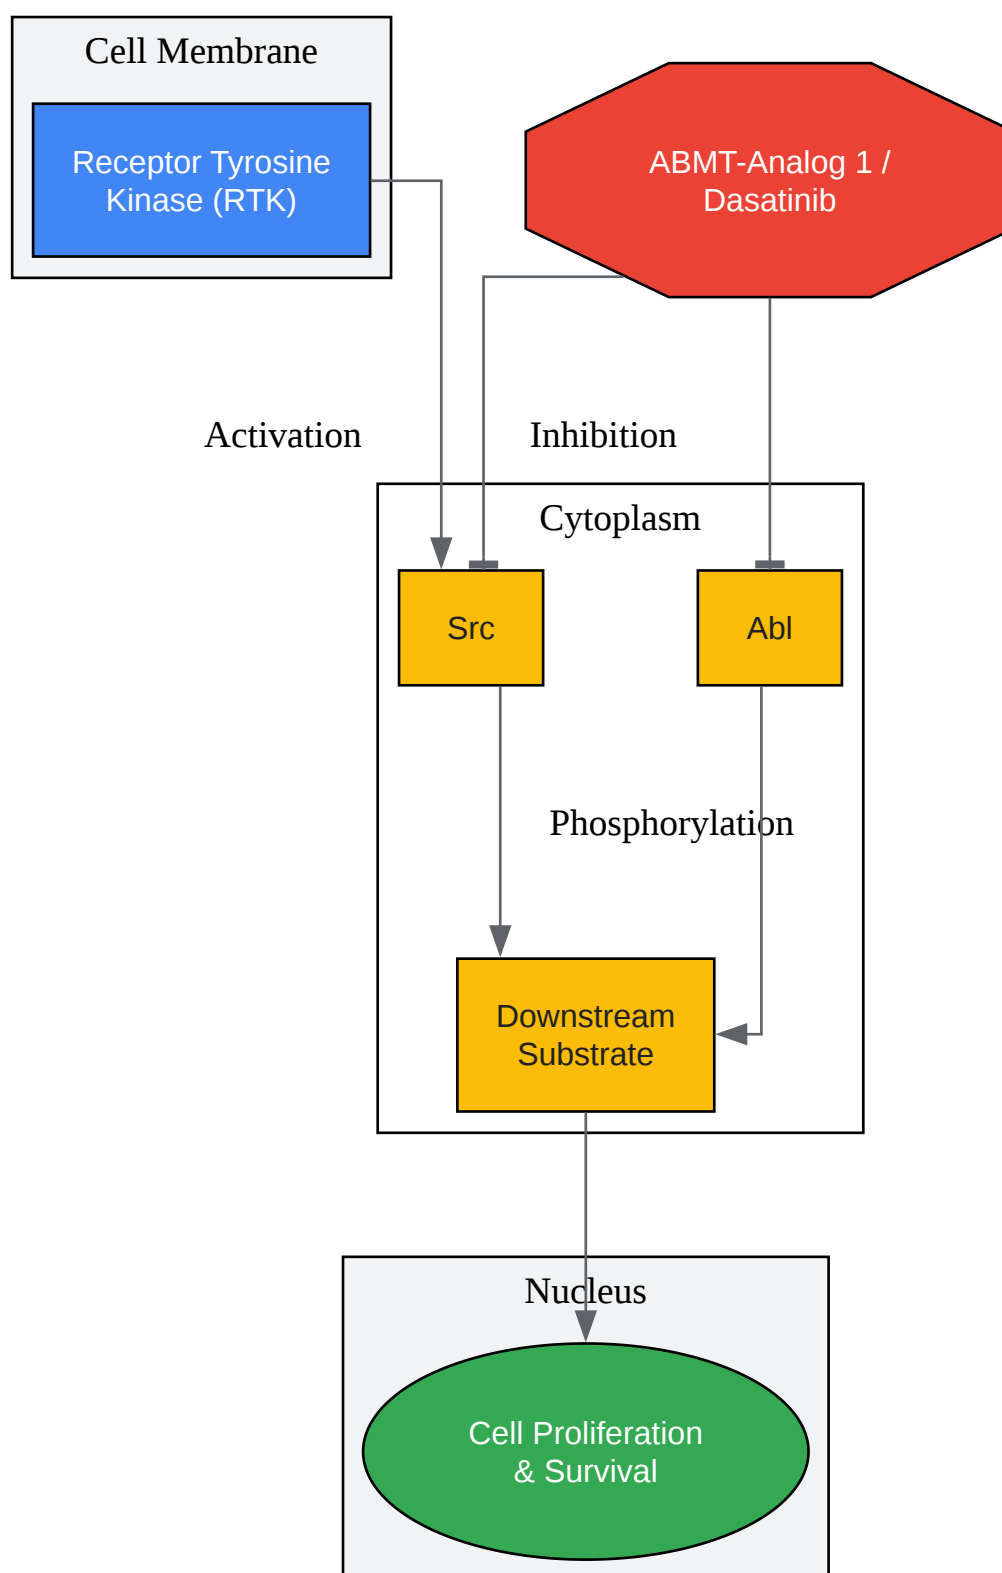 Cell Membrane
Receptor Tyrosine
Kinase (RTK)
ABMT-Analog 1 /
Dasatinib
Activation
Inhibition
Cytoplasm
Src
Abl
Phosphorylation
Downstream
Substrate
Nucleus
Cell Proliferation
& Survival